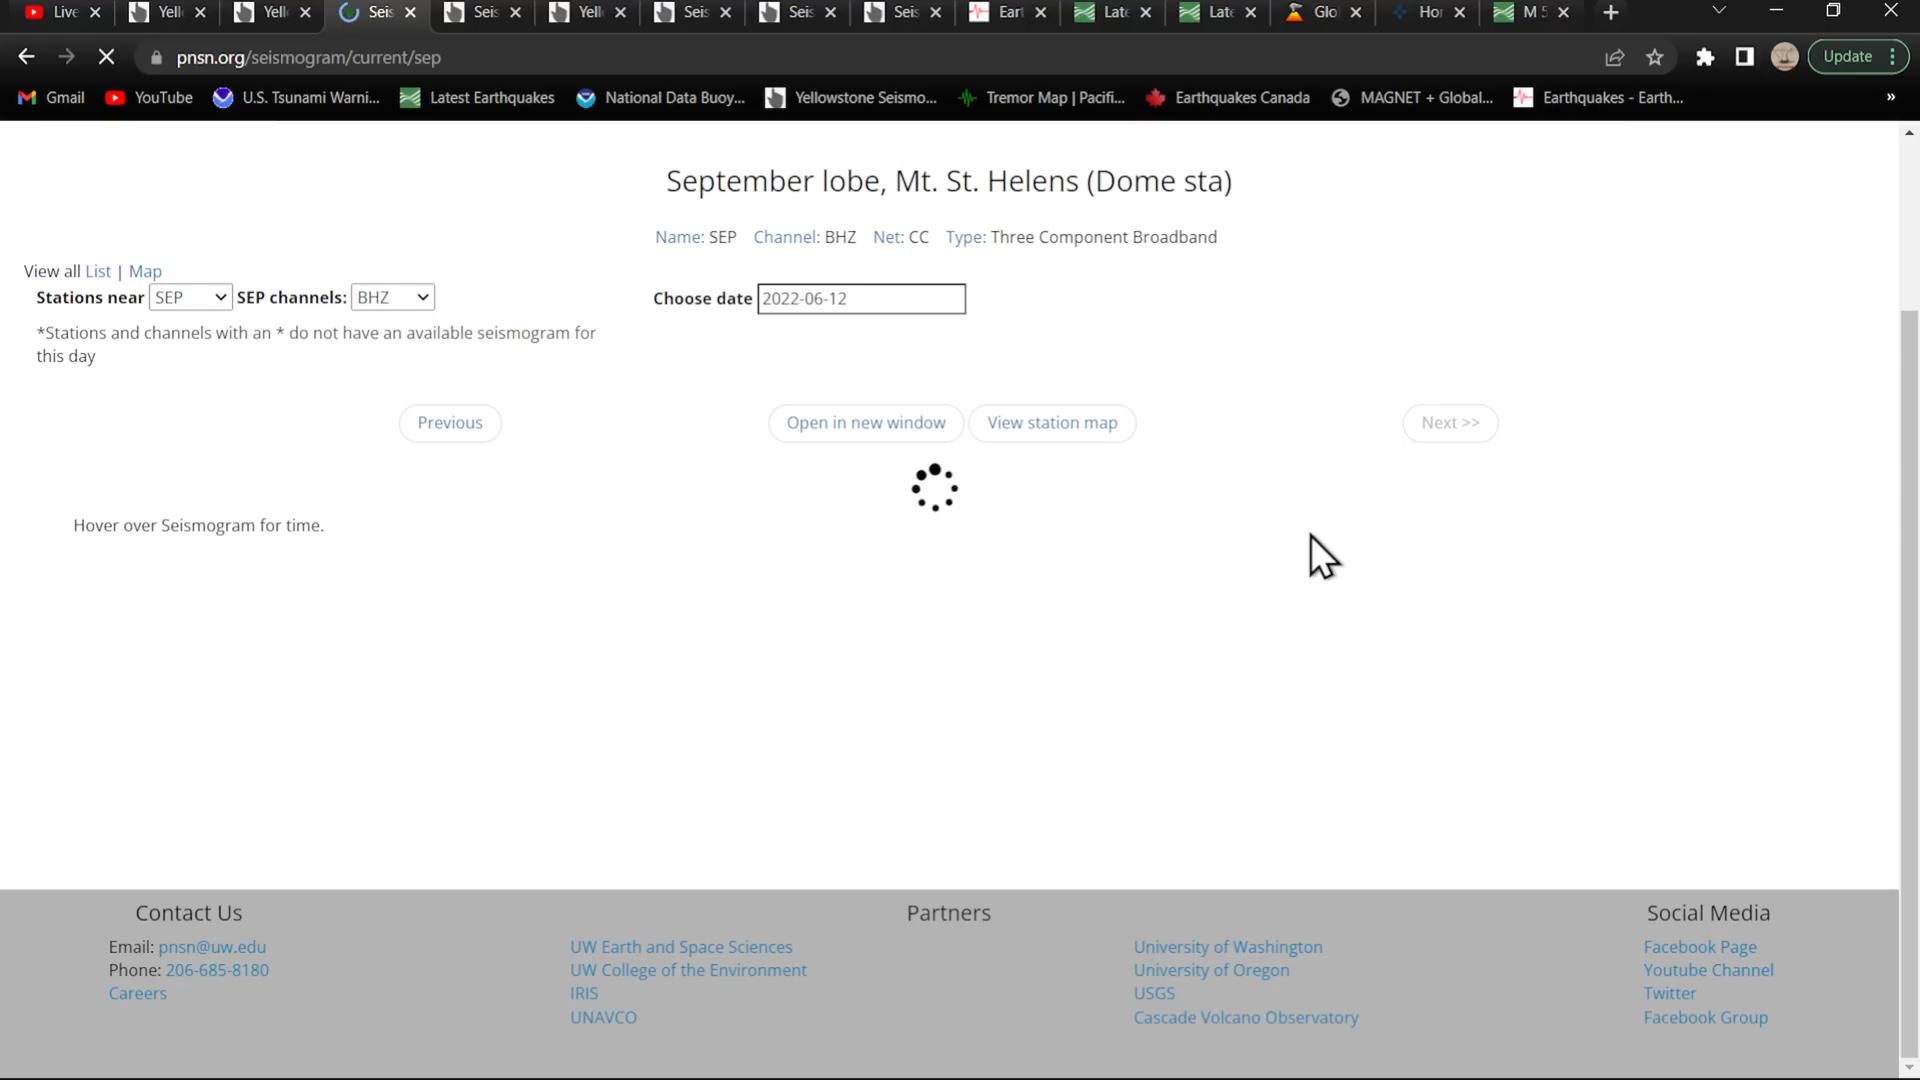 Live Yell Yell Seis Seis Yell Seis Seis Seis Eart Late Late Glo Hor M 5
pnsn.org/seismogram/current/sep Update
Gmail YouTube U.S. Tsunami Warni... Latest Earthquakes National Data Buoy... Yellowstone Seismo... Tremor Map | Pacifi... Earthquakes Canada MAGNET + Global... Earthquakes - Earth... »
September lobe, Mt. St. Helens (Dome sta)
Name: SEP Channel: BHZ Net: CC Type: Three Component Broadband
View all List | Map
Stations near SEP SEP channels: BHZ Choose date 2022-06-12
*Stations and channels with an * do not have an available seismogram for
this day
Previous Open in new window View station map Next >>
Hover over Seismogram for time.
Contact Us Partners Social Media
Email: pnsn@uw.edu UW Earth and Space Sciences University of Washington Facebook Page
Phone: 206-685-8180 UW College of the Environment University of Oregon Youtube Channel
Careers IRIS USGS Twitter
UNAVCO Cascade Volcano Observatory Facebook Group